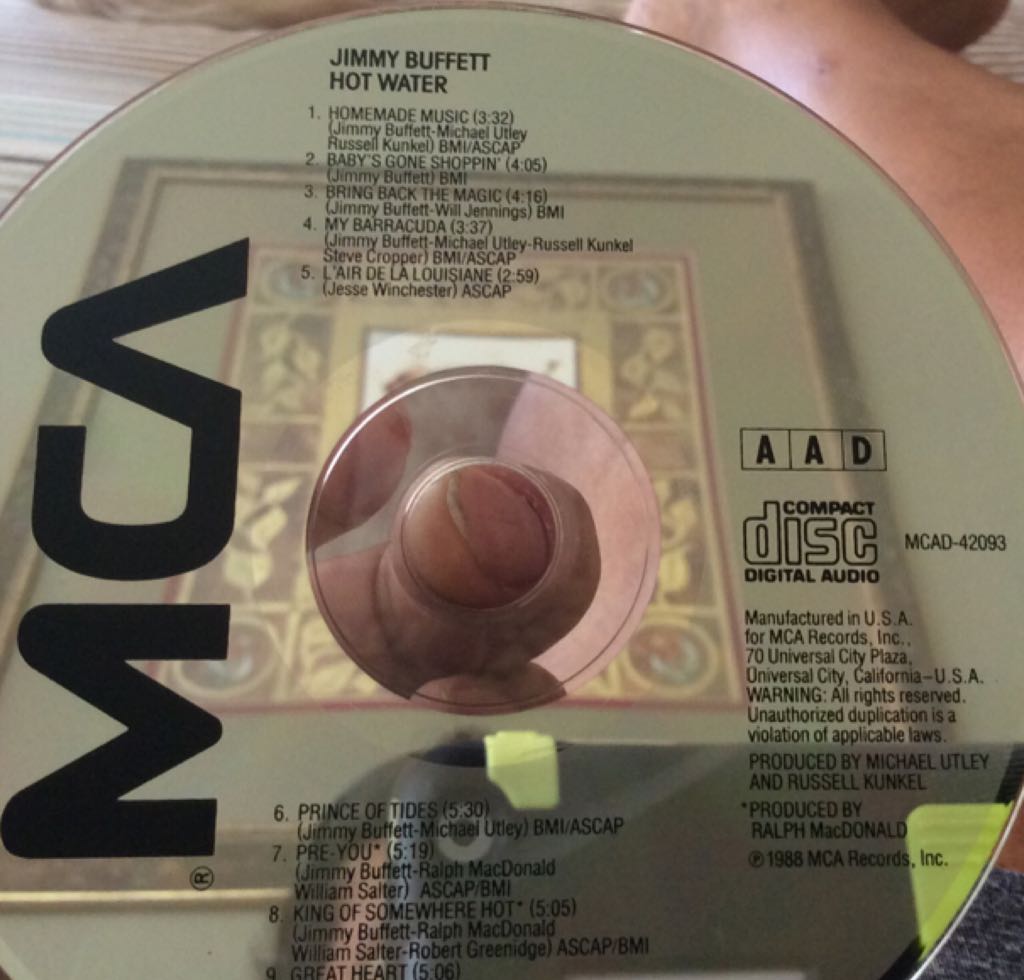 JIMMY BUFFETT
HOT WATER
1. HOMEMADE MUSIC (3:32)
(Jimmy Buffett-Michael Utley
Russell Kunkel) BMI/ASCAP
2. BABY'S GONE SHOPPIN' (4:05)
(Jimmy Buffett) BMI
3. BRING BACK THE MAGIC (4:16)
(Jimmy Buffett-Will Jennings) BMI
4. MY BARRACUDA (3:37)
(Jimmy Buffett-Michael Utley-Russell Kunkel
Steve Cropper) BMI/ASCAP
5. L'AIR DE LA LOUISIANE (2:59)
(Jesse Winchester) ASCAP
MCA®
AAD
COMPACT
disc
DIGITAL AUDIO
MCAD-42093
Manufactured in U.S.A.
for MCA Records, Inc.,
70 Universal City Plaza,
Universal City, California-U.S.A.
WARNING: All rights reserved.
Unauthorized duplication is a
violation of applicable laws.
PRODUCED BY MICHAEL UTLEY
AND RUSSELL KUNKEL
*PRODUCED BY
RALPH MacDONALD
℗1988 MCA Records, Inc.
6. PRINCE OF TIDES (5:30)
(Jimmy Buffett-Michael Utley) BMI/ASCAP
7. PRE-YOU* (5:19)
(Jimmy Buffett-Ralph MacDonald
William Salter) ASCAP/BMI
8. KING OF SOMEWHERE HOT* (5:05)
(Jimmy Buffett-Ralph MacDonald
William Salter-Robert Greenidge) ASCAP/BMI
9. GREAT HEART (5:06)